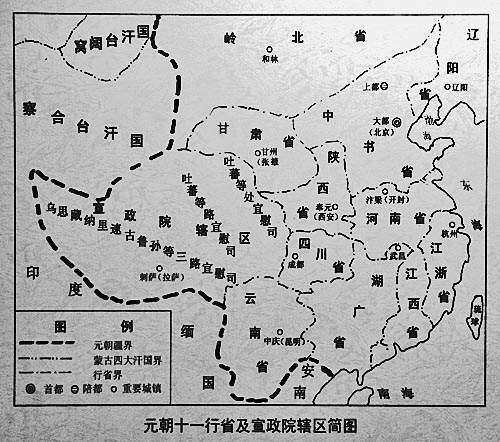 窝阔台汗国
察合台汗国
岭北省
和林
辽阳省
辽阳
上都
大都
(北京)
中书省
渤海
甘肃省
甘州
(张掖)
陕西省
奉元
(西安)
汴梁(开封)
河南省
东海
吐蕃等处宣慰司
吐蕃等路宣慰司
宣政院辖区
乌思藏纳里速古鲁孙等三路宣慰司
剌萨(拉萨)
四川省
成都
武昌
杭州
江浙省
江西省
湖广省
云南省
中庆(昆明)
印度
缅国
安南
南海
琉球
图例
元朝疆界
蒙古四大汗国界
行省界
首都 陪都 重要城镇
元朝十一行省及宣政院辖区简图